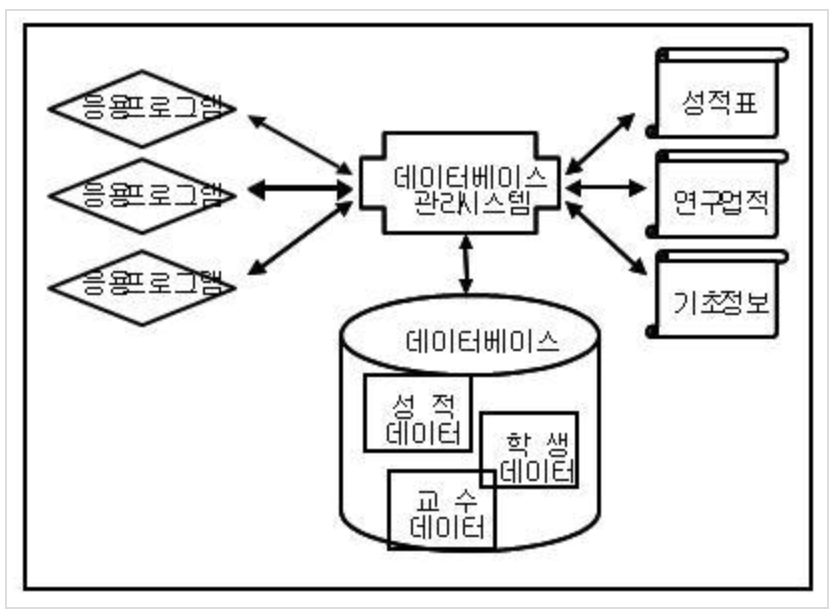 응용프로그램
응용프로그램
응용프로그램
데이터베이스
관리시스템
성적표
연구업적
기초정보
데이터베이스
성 적
데이터
학 생
데이터
교 수
데이터